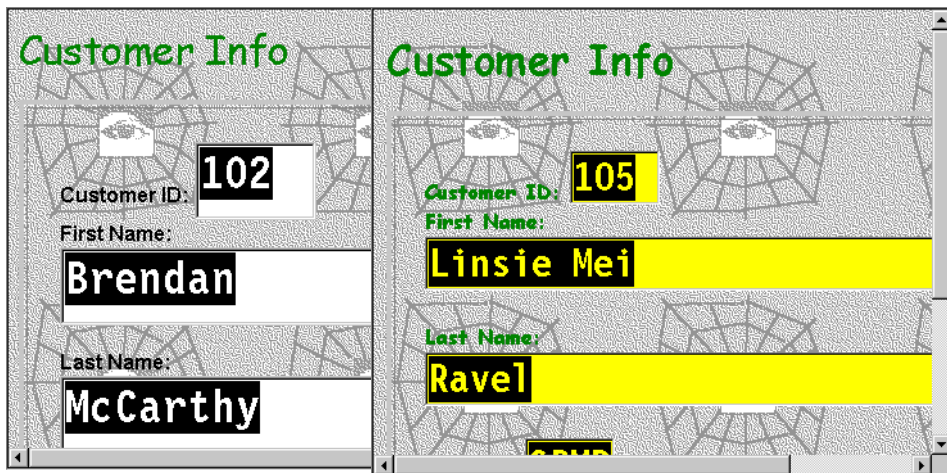 Customer Info
Customer ID: 102
First Name:
Brendan
Last Name:
McCarthy
Customer Info
Customer ID: 105
First Name:
Linsie Mei
Last Name:
Ravel